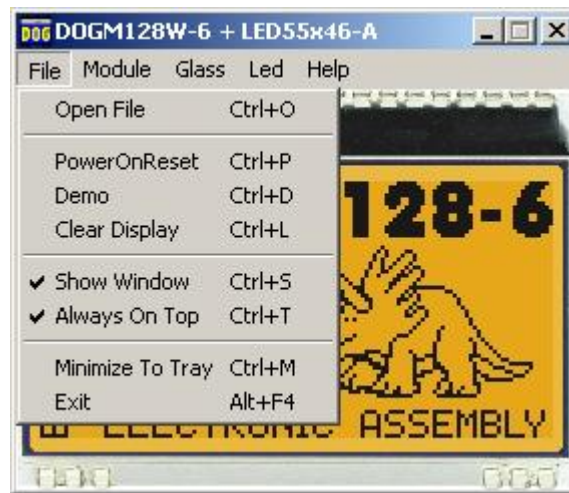 DOG DOGM128W-6 + LED55x46-A
File Module Glass Led Help
Open File Ctrl+O
PowerOnReset Ctrl+P
Demo Ctrl+D
Clear Display Ctrl+L
Show Window Ctrl+S
Always On Top Ctrl+T
Minimize To Tray Ctrl+M
Exit Alt+F4
128-6
ELECTRONIC ASSEMBLY